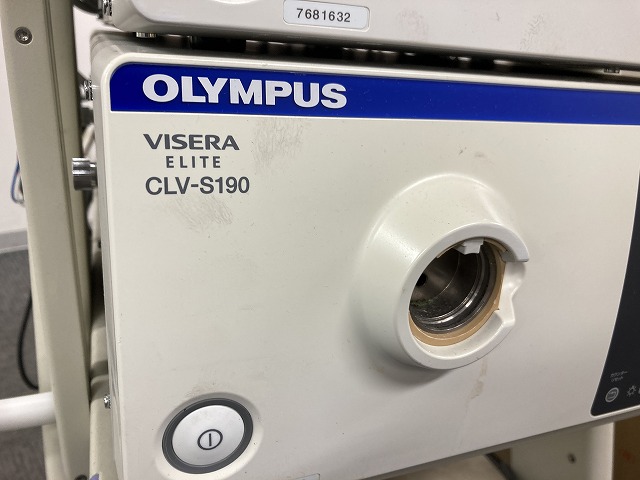 7681632
OLYMPUS
VISERA
ELITE
CLV-S190